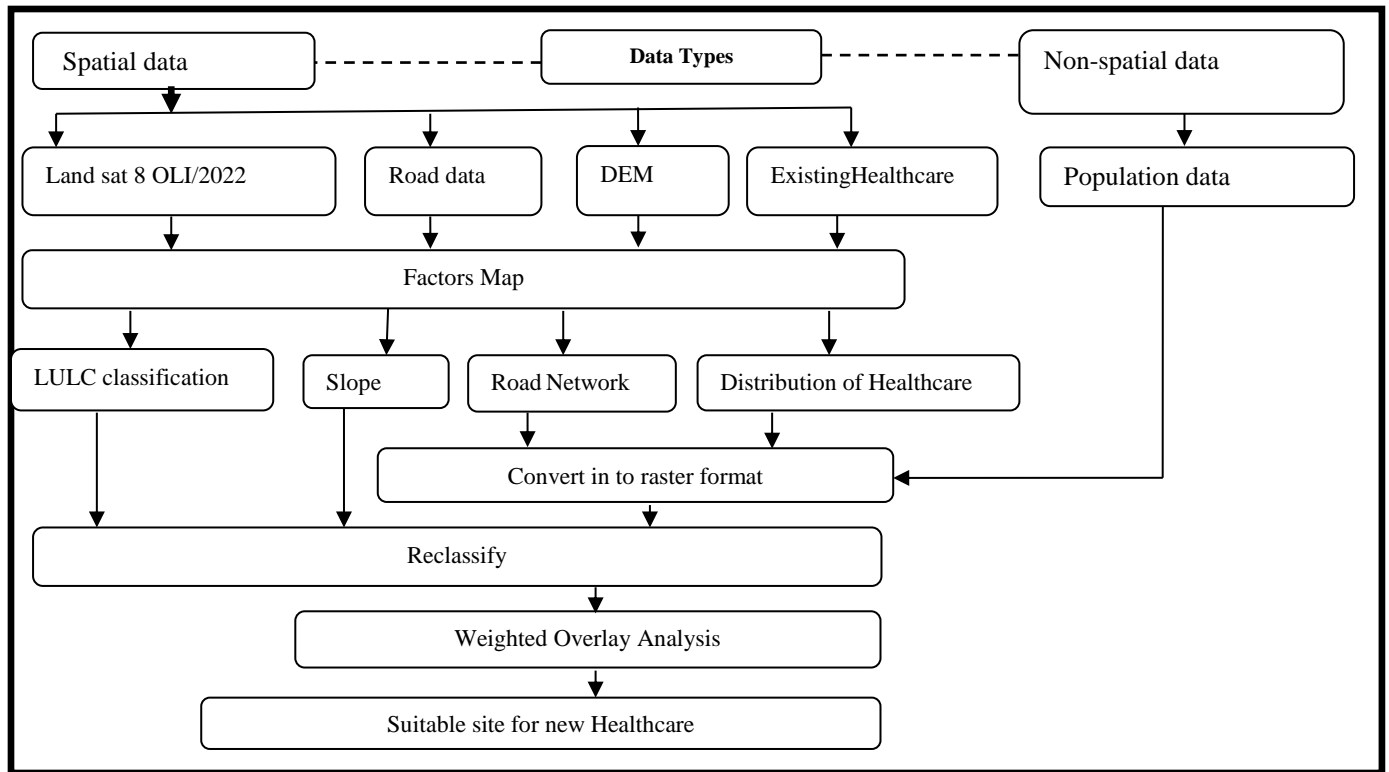 Spatial data
Data Types
Non-spatial data
Land sat 8 OLI/2022
Road data
DEM
ExistingHealthcare
Population data
Factors Map
LULC classification
Slope
Road Network
Distribution of Healthcare
Convert in to raster format
Reclassify
Weighted Overlay Analysis
Suitable site for new Healthcare